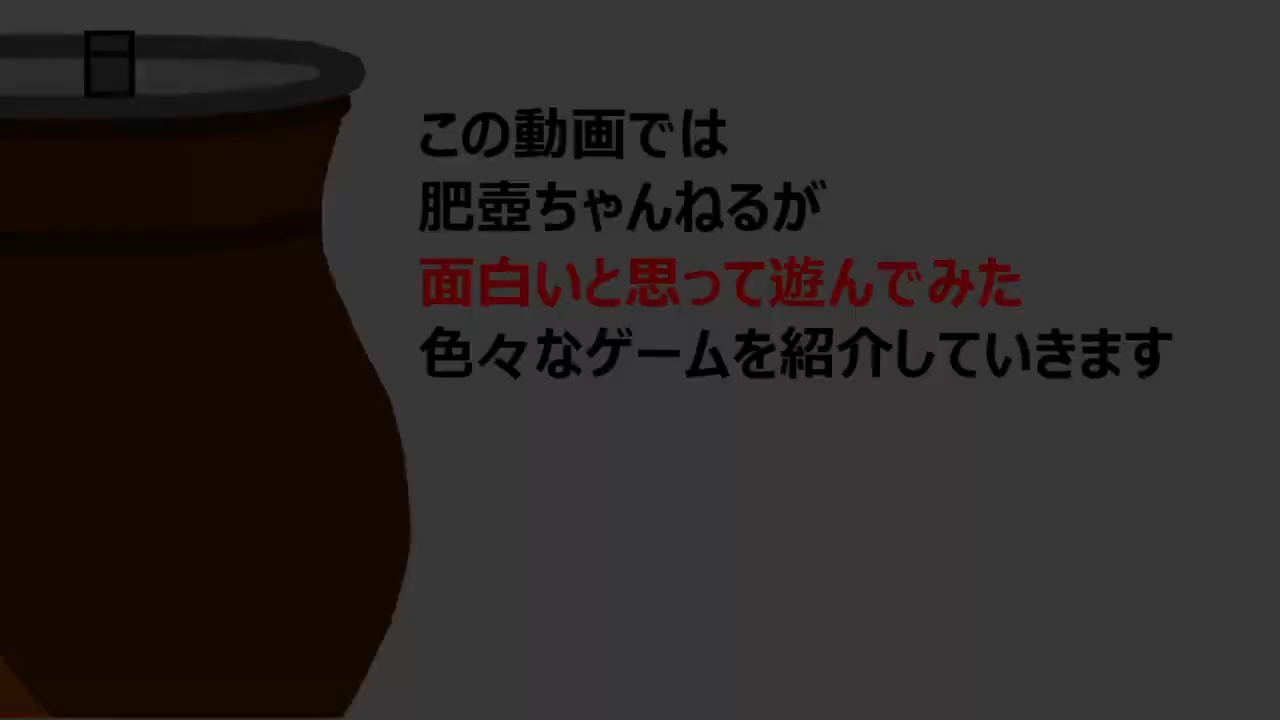 この動画では
肥壺ちゃんねるが
面白いと思って遊んでみた
色々なゲームを紹介していきます